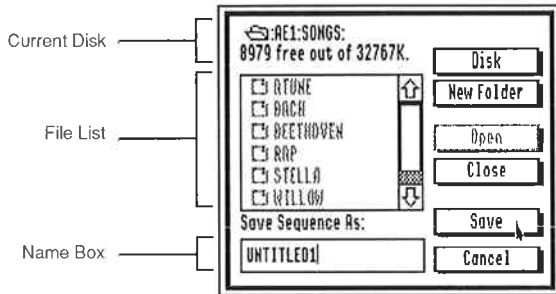 Current Disk
:AE1:SONGS:
8979 free out of 32767K.
Disk
New Folder
File List
ATUNE
BACH
BEETHOVEN
RAP
STELLA
WILLOW
Open
Close
Save Sequence As:
Save
Name Box
UNTITLED1
Cancel